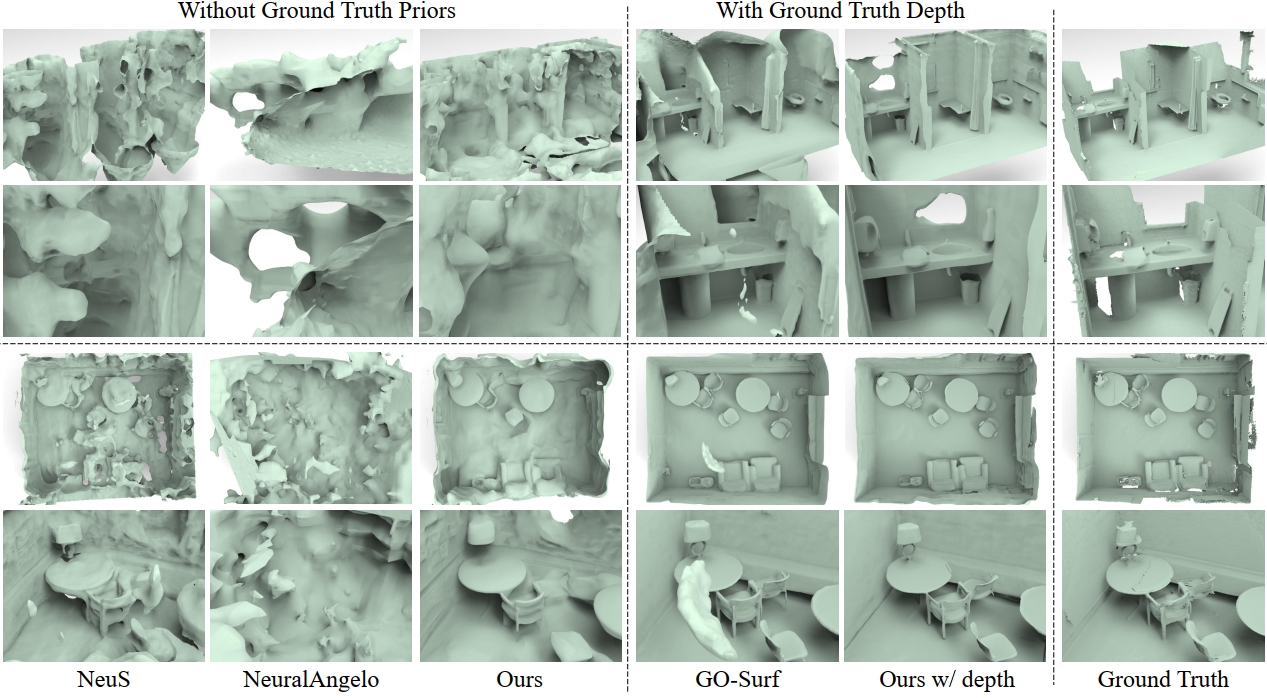 Without Ground Truth Priors
With Ground Truth Depth
NeuS
NeuralAngelo
Ours
GO-Surf
Ours w/ depth
Ground Truth